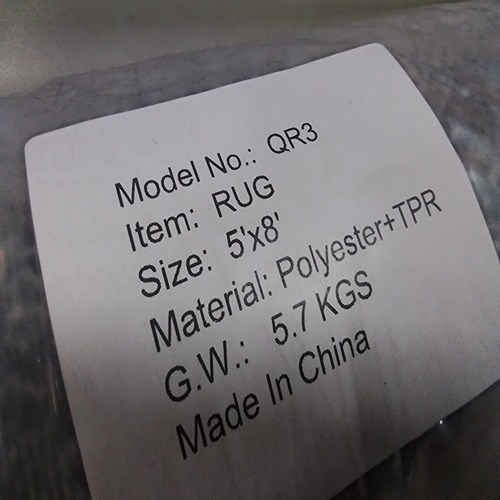 Model No.: QR3
Item: RUG
Size: 5'x8'
Material: Polyester+TPR
G.W.: 5.7 KGS
Made In China